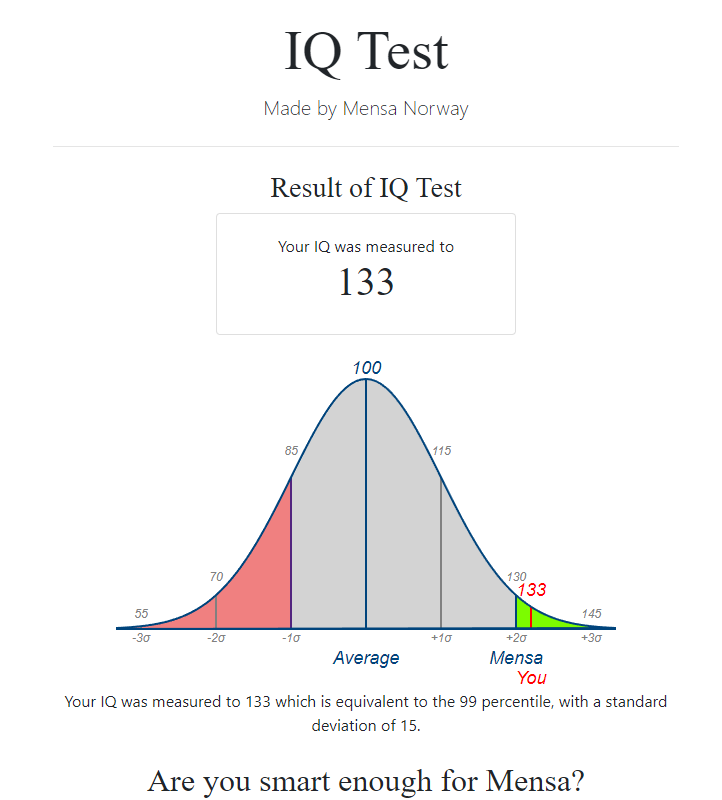 IQ Test
Made by Mensa Norway
Result of IQ Test
Your IQ was measured to
133
100
85
115
70
130
133
55
145
-3σ
-2σ
-1σ
+1σ
+2σ
+3σ
Average
Mensa
You
Your IQ was measured to 133 which is equivalent to the 99 percentile, with a standard
deviation of 15.
Are you smart enough for Mensa?